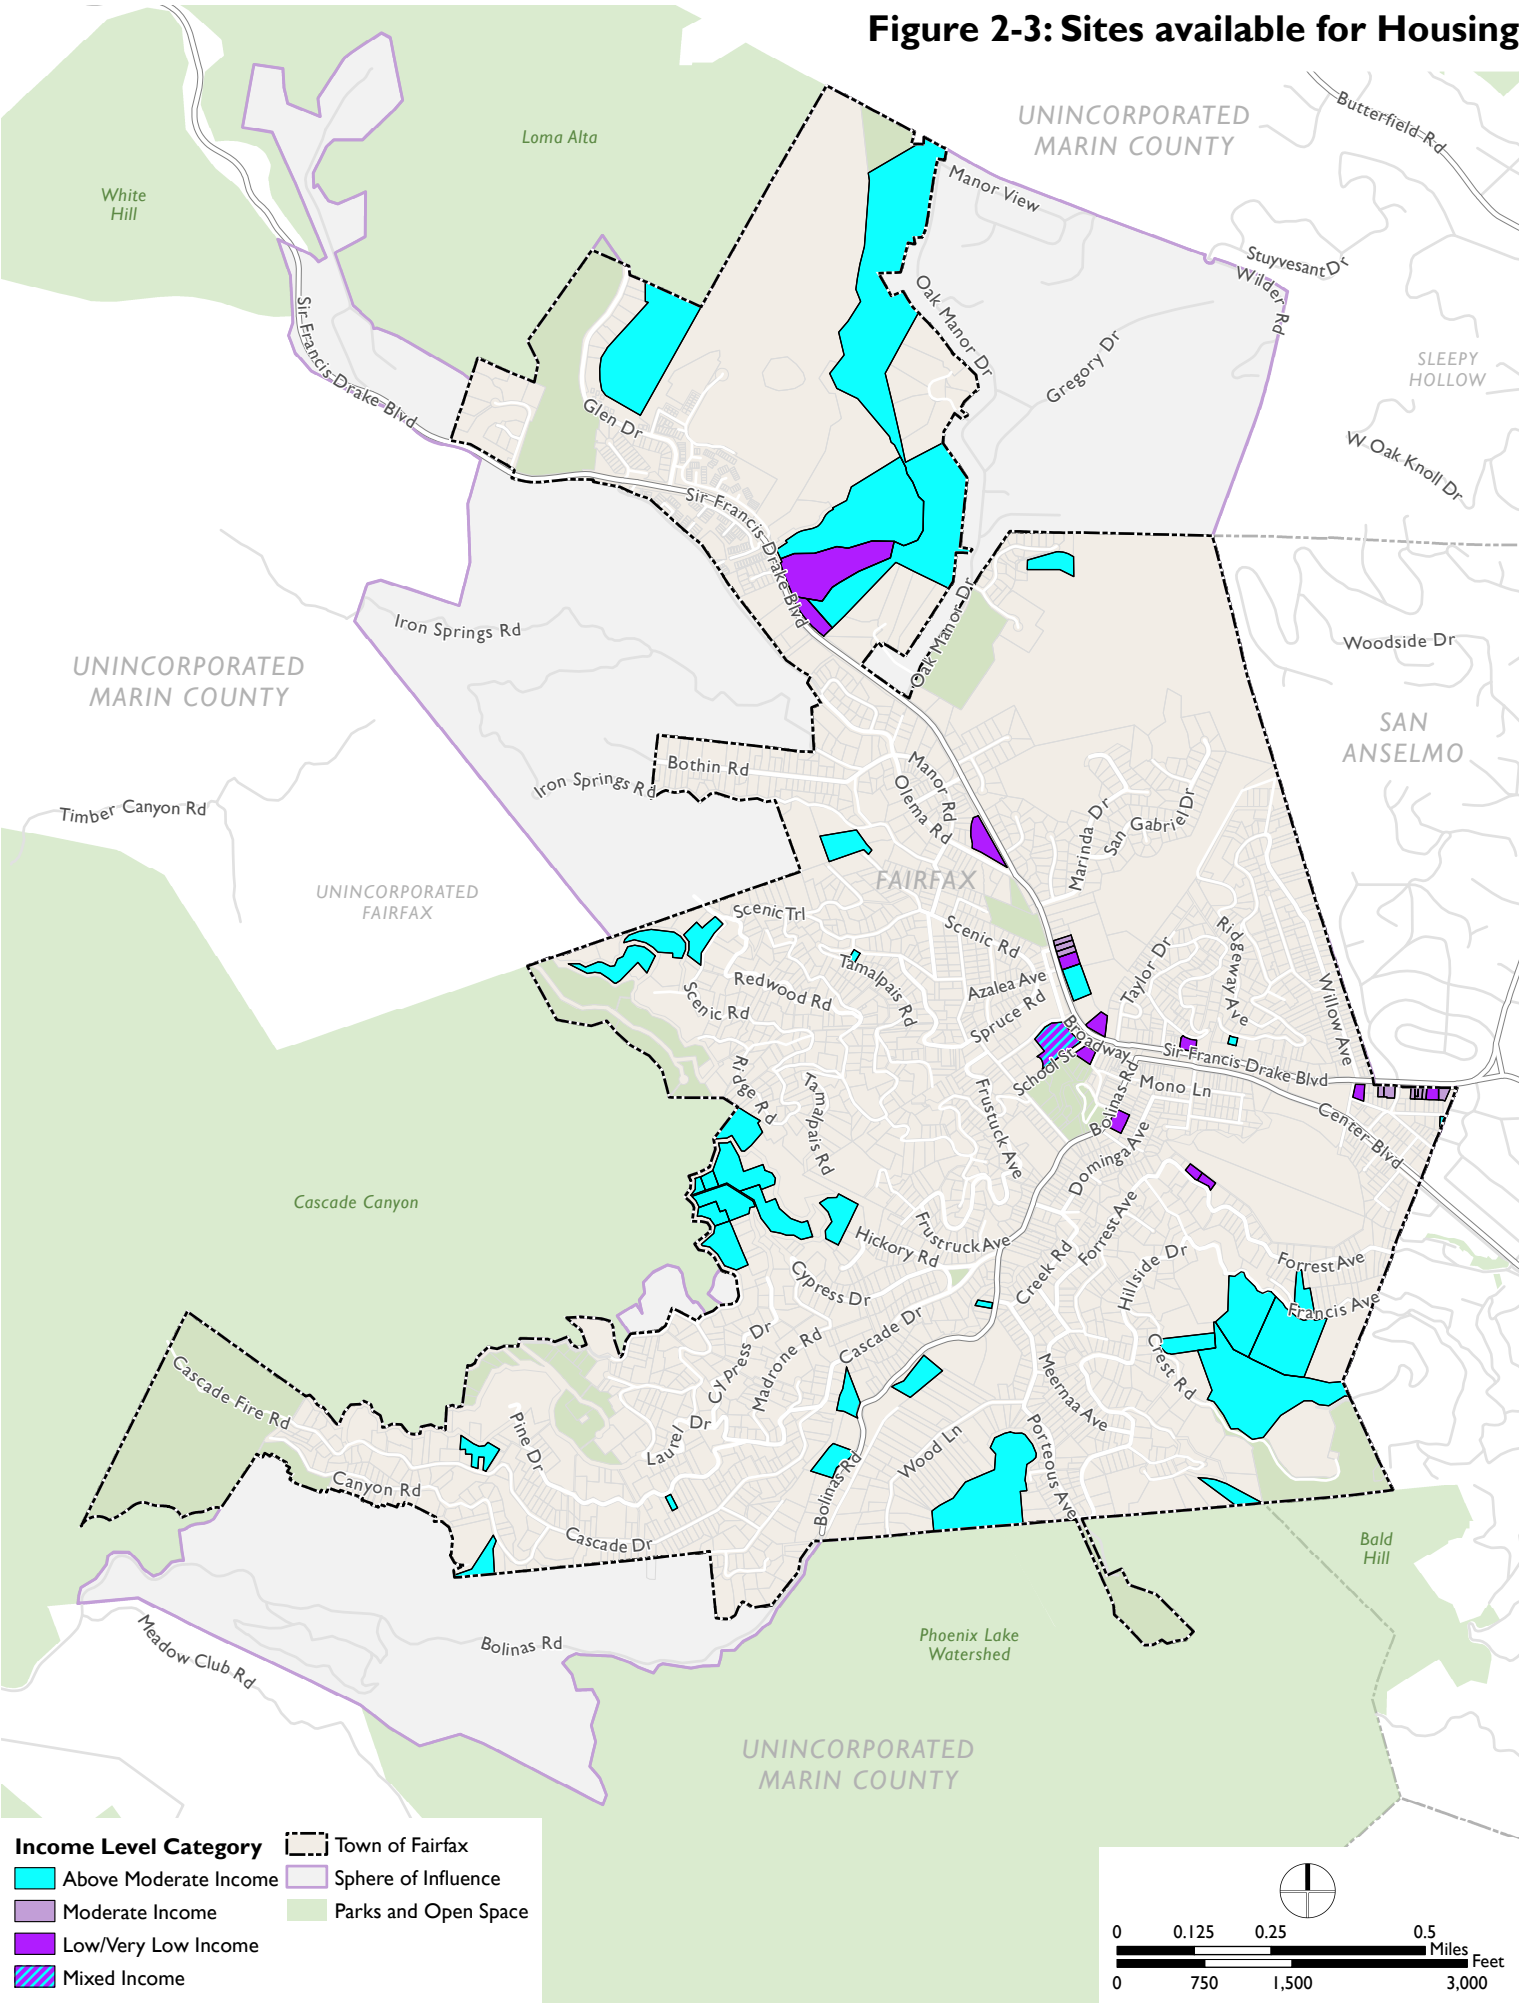 Figure 2-3: Sites available for Housing
UNINCORPORATED
MARIN COUNTY
Butterfield Rd
Loma Alta
White
Hill
Manor View
Stuyvesant Dr
Wilder Rd
Sir Francis Drake Blvd
Oak Manor Dr
Gregory Dr
SLEEPY
HOLLOW
Glen Dr
W Oak Knoll Dr
Sir Francis Drake Blvd
Oak Manor Dr
Iron Springs Rd
Woodside Dr
UNINCORPORATED
MARIN COUNTY
SAN
ANSELMO
Bothin Rd
Iron Springs Rd
Manor Rd
Olema Rd
Timber Canyon Rd
Marinda Dr
San Gabriel Dr
FAIRFAX
UNINCORPORATED
FAIRFAX
Scenic Trl
Scenic Rd
Ridgeway Ave
Taylor Dr
Tamalpais Rd
Redwood Rd
Azalea Ave
Scenic Rd
Spruce Rd
Willow Ave
Broadway
Sir Francis Drake Blvd
School St
Ridge Rd
Tamalpais Rd
Frustuck Ave
Bolinas Rd
Mono Ln
Center Blvd
Dominga Ave
Cascade Canyon
Frustruck Ave
Hickory Rd
Forrest Ave
Creek Rd
Hillside Dr
Forrest Ave
Francis Ave
Cypress Dr
Cypress Dr
Madrone Rd
Cascade Dr
Crest Rd
Meernaa Ave
Cascade Fire Rd
Pine Dr
Laurel Dr
Wood Ln
Porteous Ave
Bolinas Rd
Canyon Rd
Cascade Dr
Bald
Hill
Meadow Club Rd
Bolinas Rd
Phoenix Lake
Watershed
UNINCORPORATED
MARIN COUNTY
Income Level Category
Above Moderate Income
Moderate Income
Low/Very Low Income
Mixed Income
Town of Fairfax
Sphere of Influence
Parks and Open Space
0 0.125 0.25 0.5
Miles
Feet
0 750 1,500 3,000